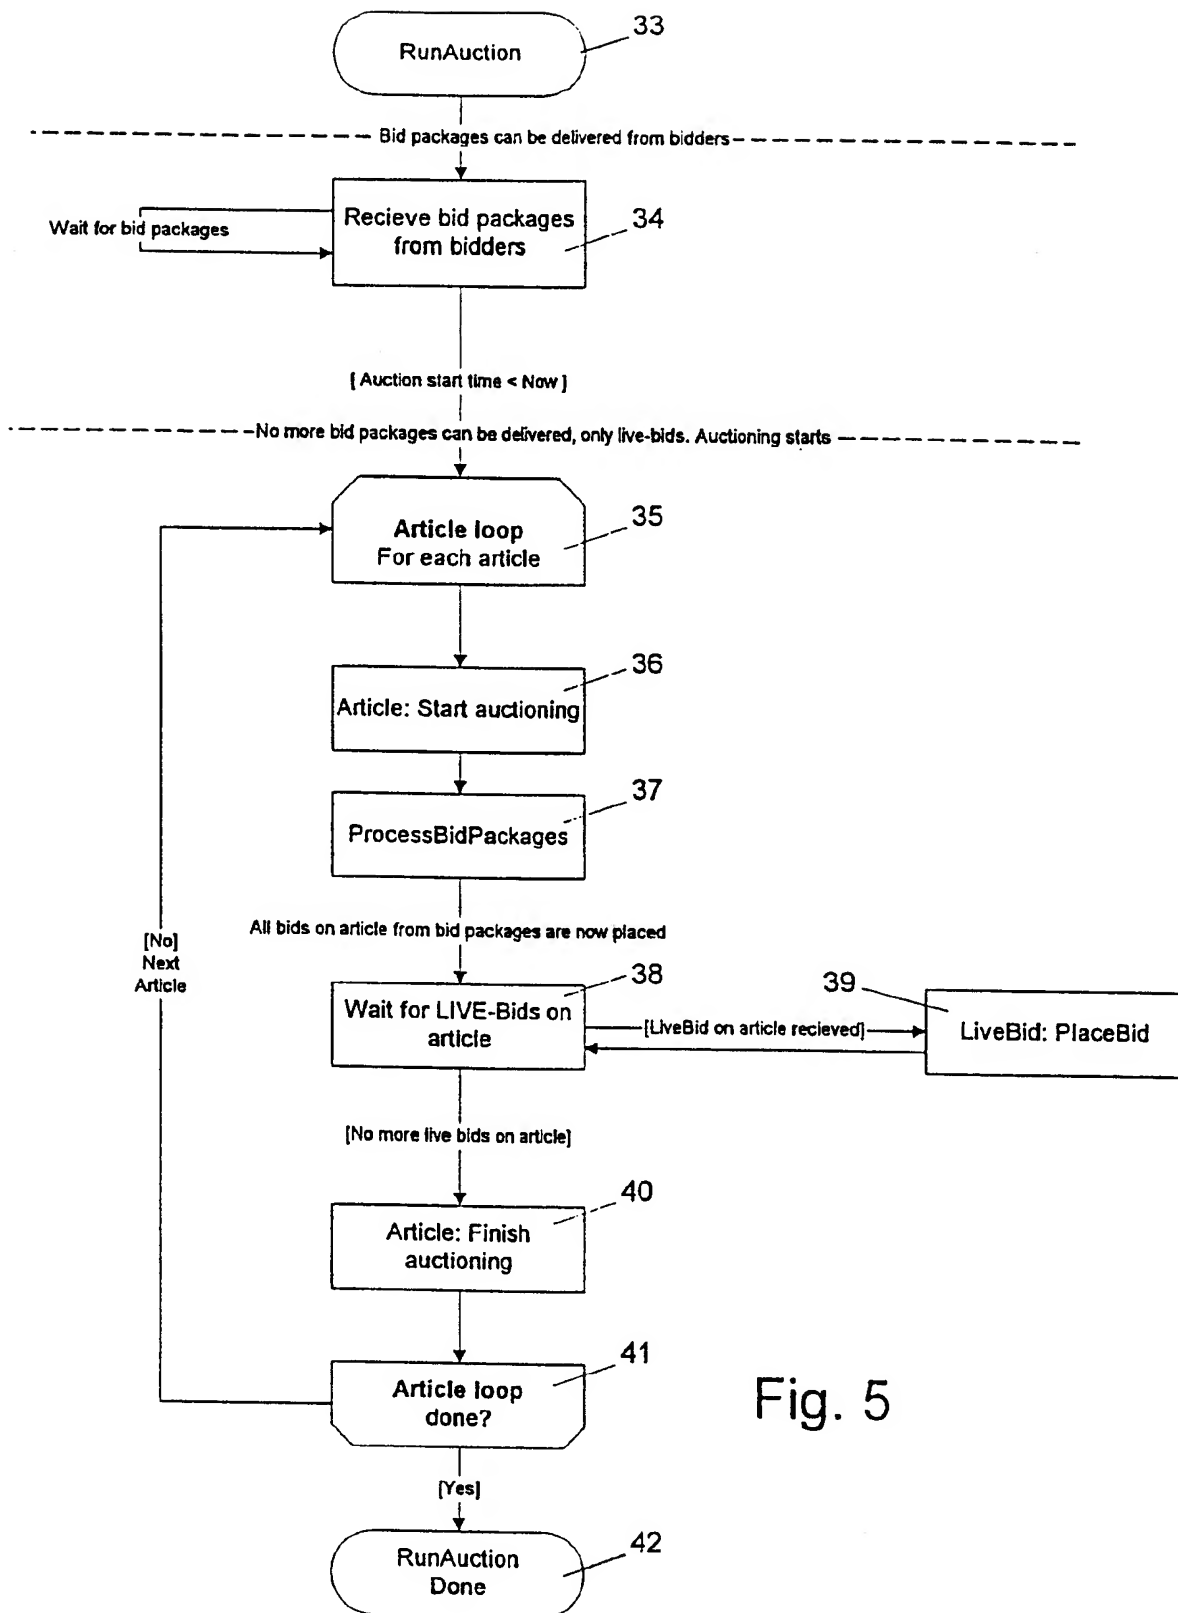 33
RunAuction
Bid packages can be delivered from bidders
34
Recieve bid packages
from bidders
Wait for bid packages
[ Auction start time < Now ]
No more bid packages can be delivered, only live-bids. Auctioning starts
35
Article loop
For each article
36
Article: Start auctioning
37
ProcessBidPackages
All bids on article from bid packages are now placed
[No]
Next
Article
38
Wait for LIVE-Bids on
article
[LiveBid on article recieved]
39
LiveBid: PlaceBid
[No more live bids on article]
40
Article: Finish
auctioning
41
Article loop
done?
Fig. 5
[Yes]
42
RunAuction
Done